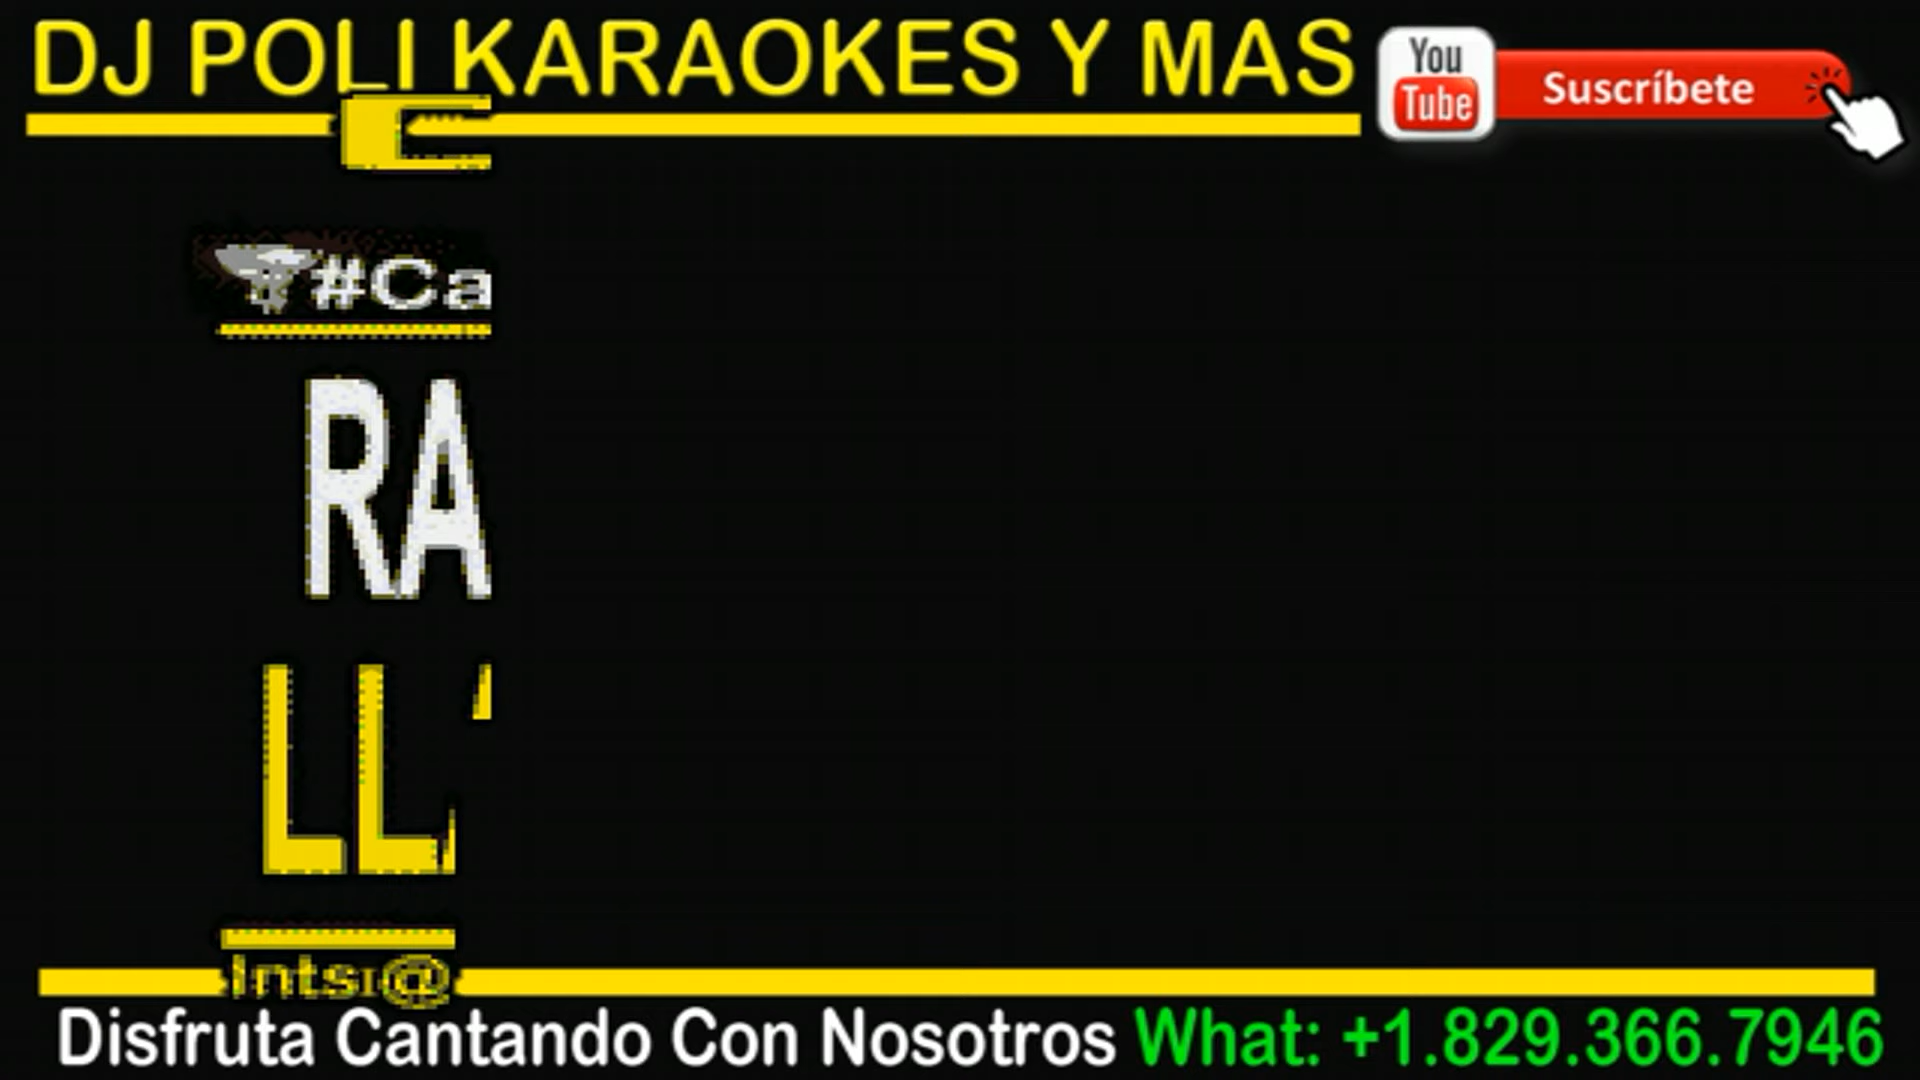 DJ POLI KARAOKES Y MAS
You
Tube
Suscríbete
#Ca
RA
LL
Ints @
Disfruta Cantando Con Nosotros What: +1.829.366.7946